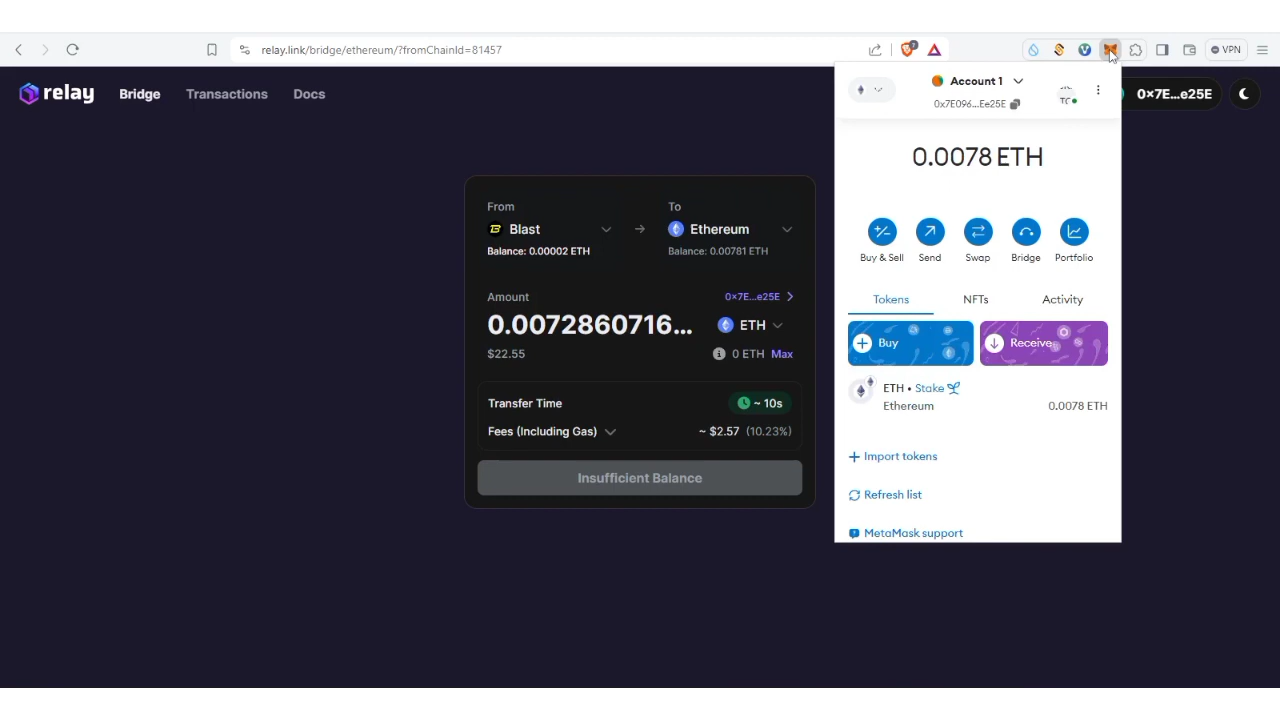 relay.link/bridge/ethereum/?fromChainId=81457
7
VPN
relay
Bridge
Transactions
Docs
0x7E...e25E
Account 1
0x7E096...Ee25E
0.0078 ETH
Buy & Sell
Send
Swap
Bridge
Portfolio
Tokens
NFTs
Activity
Buy
Receive
ETH • Stake
Ethereum
0.0078 ETH
+ Import tokens
Refresh list
MetaMask support
From
To
Blast
Ethereum
Balance: 0.00002 ETH
Balance: 0.00781 ETH
Amount
0x7E...e25E
0.0072860716...
ETH
$22.55
0 ETH Max
Transfer Time
~ 10s
Fees (Including Gas)
~ $2.57 (10.23%)
Insufficient Balance